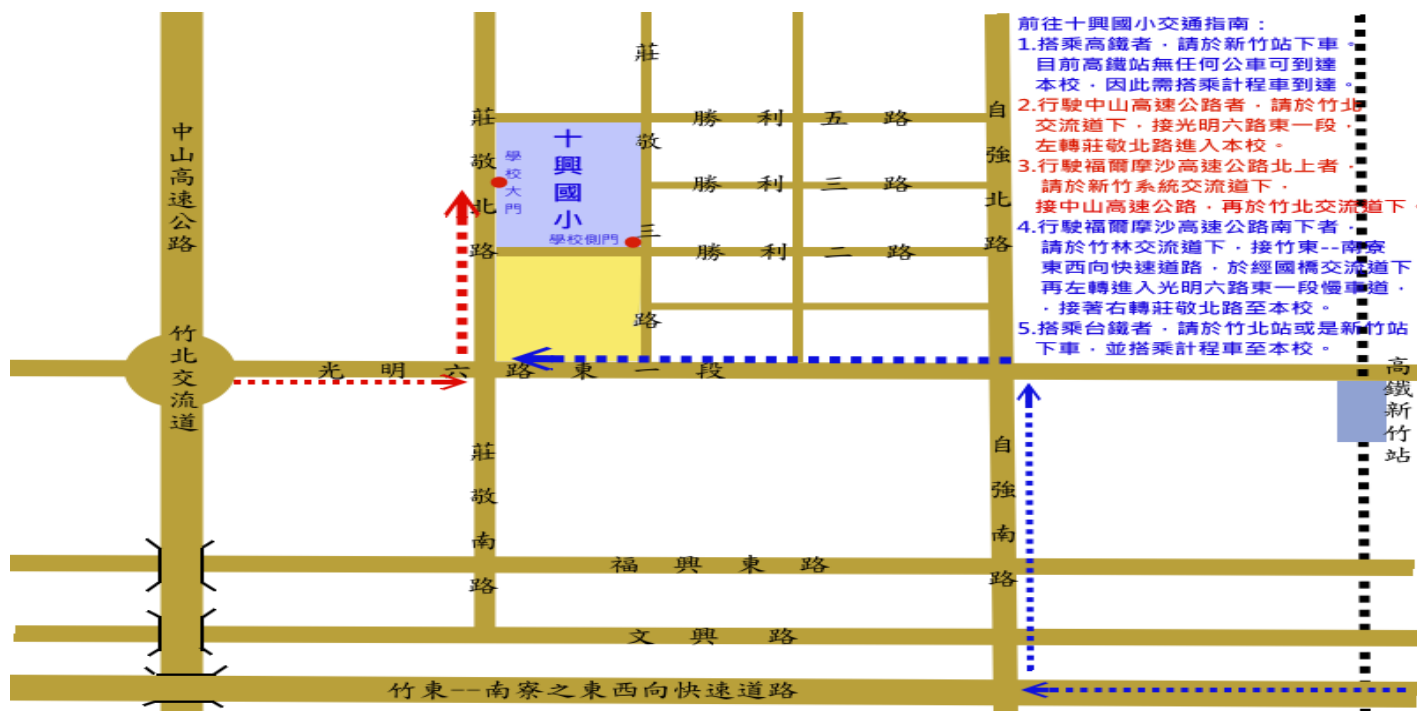 前往十興國小交通指南：
1.搭乘高鐵者，請於新竹站下車。
目前高鐵站無任何公車可到達
本校，因此需搭乘計程車到達。
2.行駛中山高速公路者，請於竹北
交流道下，接光明六路東一段，
左轉莊敬北路進入本校。
3.行駛福爾摩沙高速公路北上者，
請於新竹系統交流道下，
接中山高速公路，再於竹北交流道下。
4.行駛福爾摩沙高速公路南下者，
請於竹林交流道下，接竹東--南寮
東西向快速道路，於經國橋交流道下
再左轉進入光明六路東一段慢車道，
，接著右轉莊敬北路至本校。
5.搭乘台鐵者，請於竹北站或是新竹站
下車，並搭乘計程車至本校。
中山高速公路
竹北交流道
莊敬北路
十興國小
學校大門
學校側門
莊敬三路
勝利五路
勝利三路
勝利二路
自強北路
光明六路東一段
高鐵新竹站
莊敬南路
自強南路
福興東路
文興路
竹東--南寮之東西向快速道路